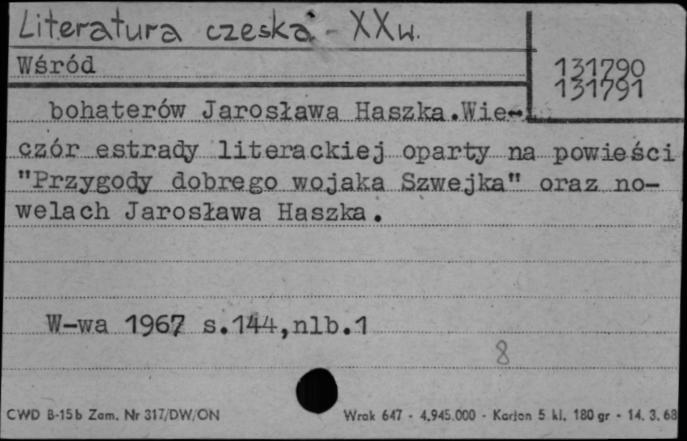 Literatura czeska - XX w.
Wśród
131790
131791
bohaterów Jarosława Haszka.Wie-
czór estrady literackiej oparty na powieści
"Przygody dobrego wojaka Szwejka" oraz no-
welach Jarosława Haszka.
W-wa 1967 s.144,nlb.1
8
CWD B-15b Zam. Nr 317/DW/ON
Wrak 647 - 4.945.000 - Karton 5 kl. 180 gr - 14. 3. 68